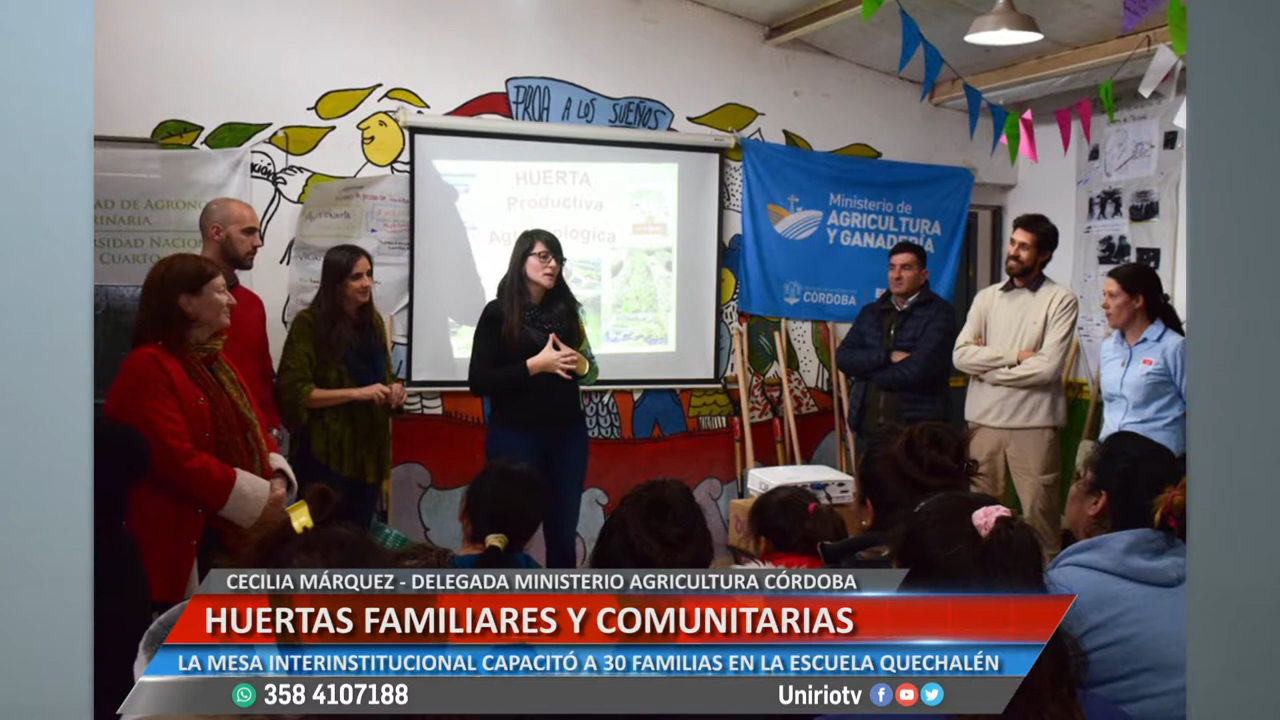 PROA A LOS SUEÑOS
HUERTA
Productiva
Ministerio de
AGRICULTURA
Y GANADERÍA
CÓRDOBA
CECILIA MÁRQUEZ - DELEGADA MINISTERIO AGRICULTURA CÓRDOBA
HUERTAS FAMILIARES Y COMUNITARIAS
LA MESA INTERINSTITUCIONAL CAPACITÓ A 30 FAMILIAS EN LA ESCUELA QUECHALÉN
358 4107188
Uniriotv